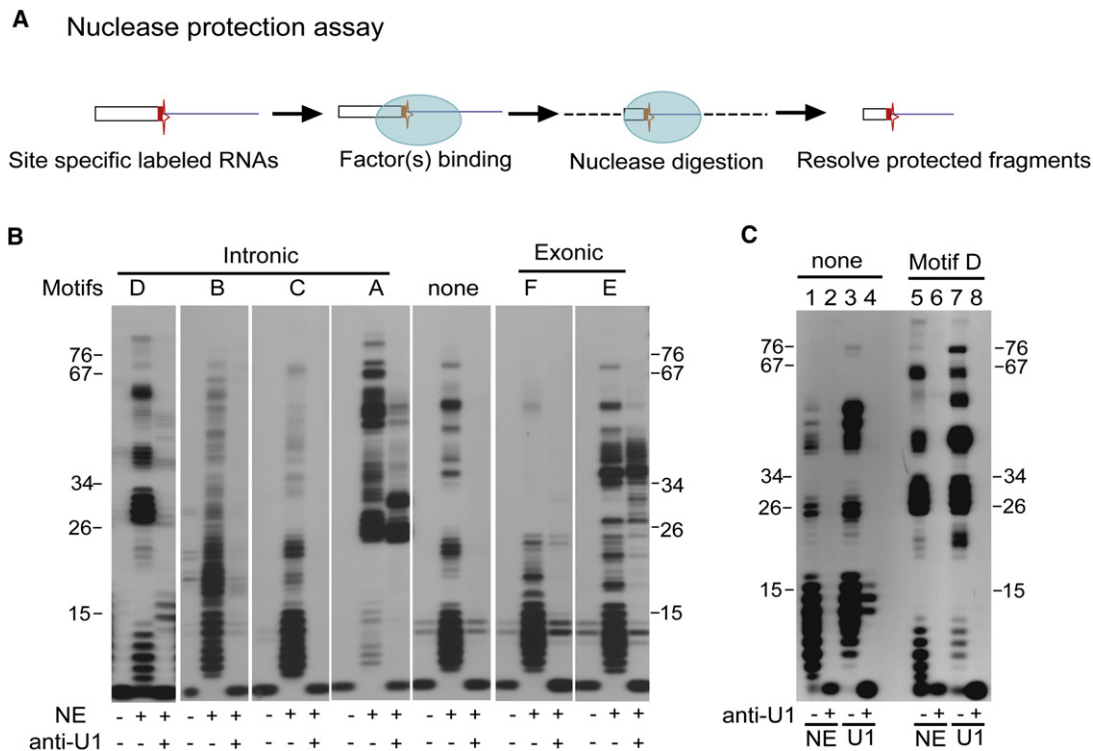 A
Nuclease protection assay
Site specific labeled RNAs
Factor(s) binding
Nuclease digestion
Resolve protected fragments
B
Intronic
Exonic
Motifs D B C A none F E
76-
67-
34-
26-
15-
-76
-67
-34
-26
-15
NE - + + - + + - + + - + + - + + - + + - + +
anti-U1 - - + - - + - - + - - + - - + - - + - - +
C
none Motif D
1 2 3 4 5 6 7 8
76-
67-
34-
26-
15-
-76
-67
-34
-26
-15
anti-U1 - + - + - + - +
NE U1 NE U1